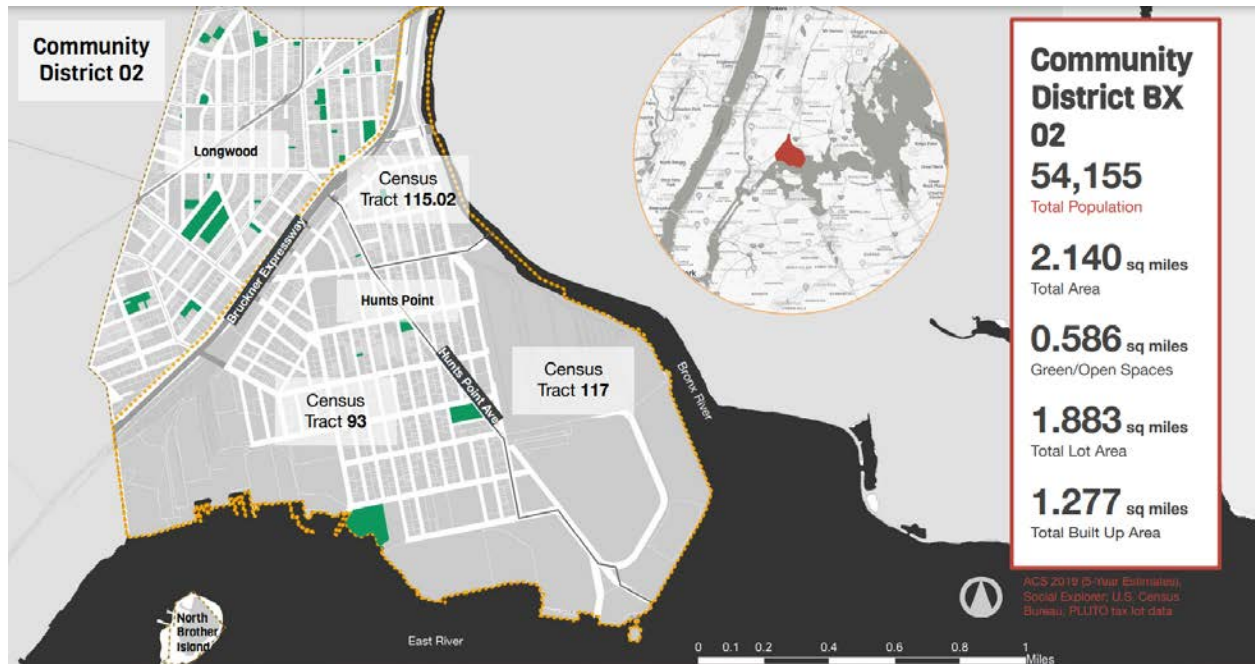 Community
District 02
Longwood
Census
Tract 115.02
Bruckner Expressway
Hunts Point
Hunts Point Ave
Census
Tract 93
Census
Tract 117
Bronx River
North
Brother
Island
East River
Community
District BX
02
54,155
Total Population
2.140 sq miles
Total Area
0.586 sq miles
Green/Open Spaces
1.883 sq miles
Total Lot Area
1.277 sq miles
Total Built Up Area
ACS 2019 (5-Year Estimates),
Social Explorer; U.S. Census
Bureau, PLUTO tax lot data
0 0.1 0.2 0.4 0.6 0.8 1
Miles